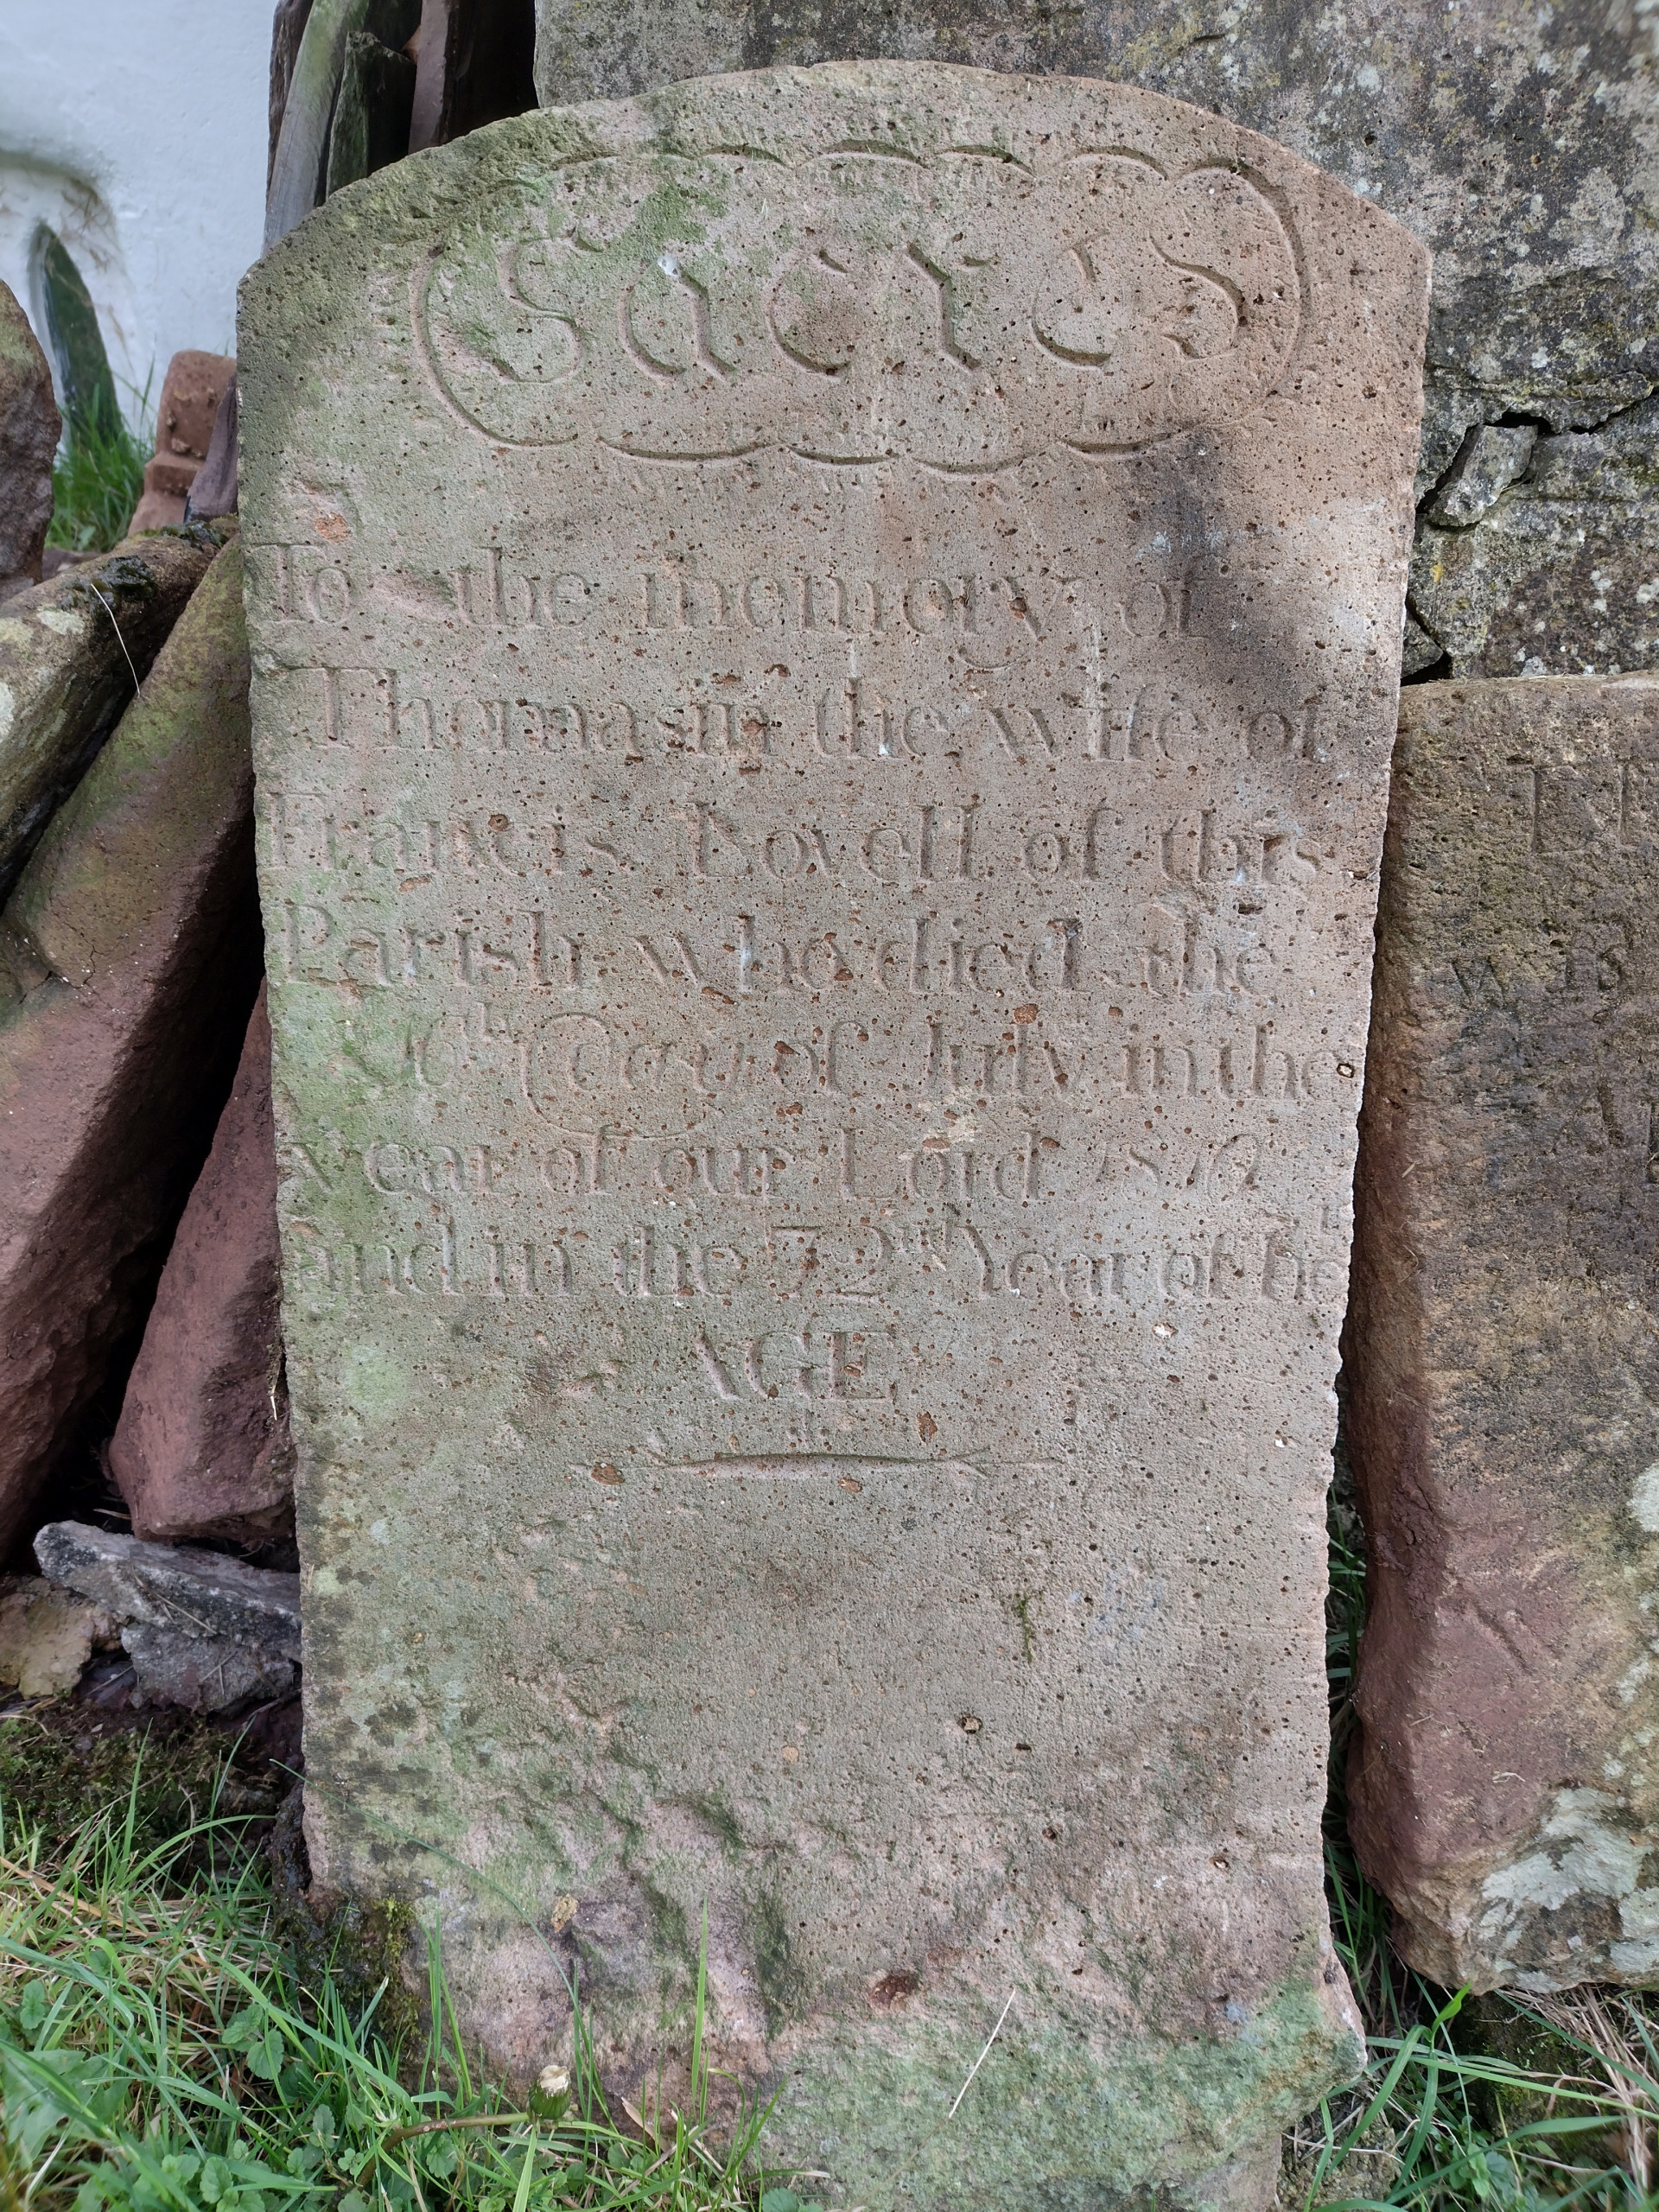 Sacred
To the memory of
Thomasin the wife of
Francis Lovell of this
Parish who died the
10th Day of July in the
year of our Lord 1810
and in the 72nd Year of her
AGE